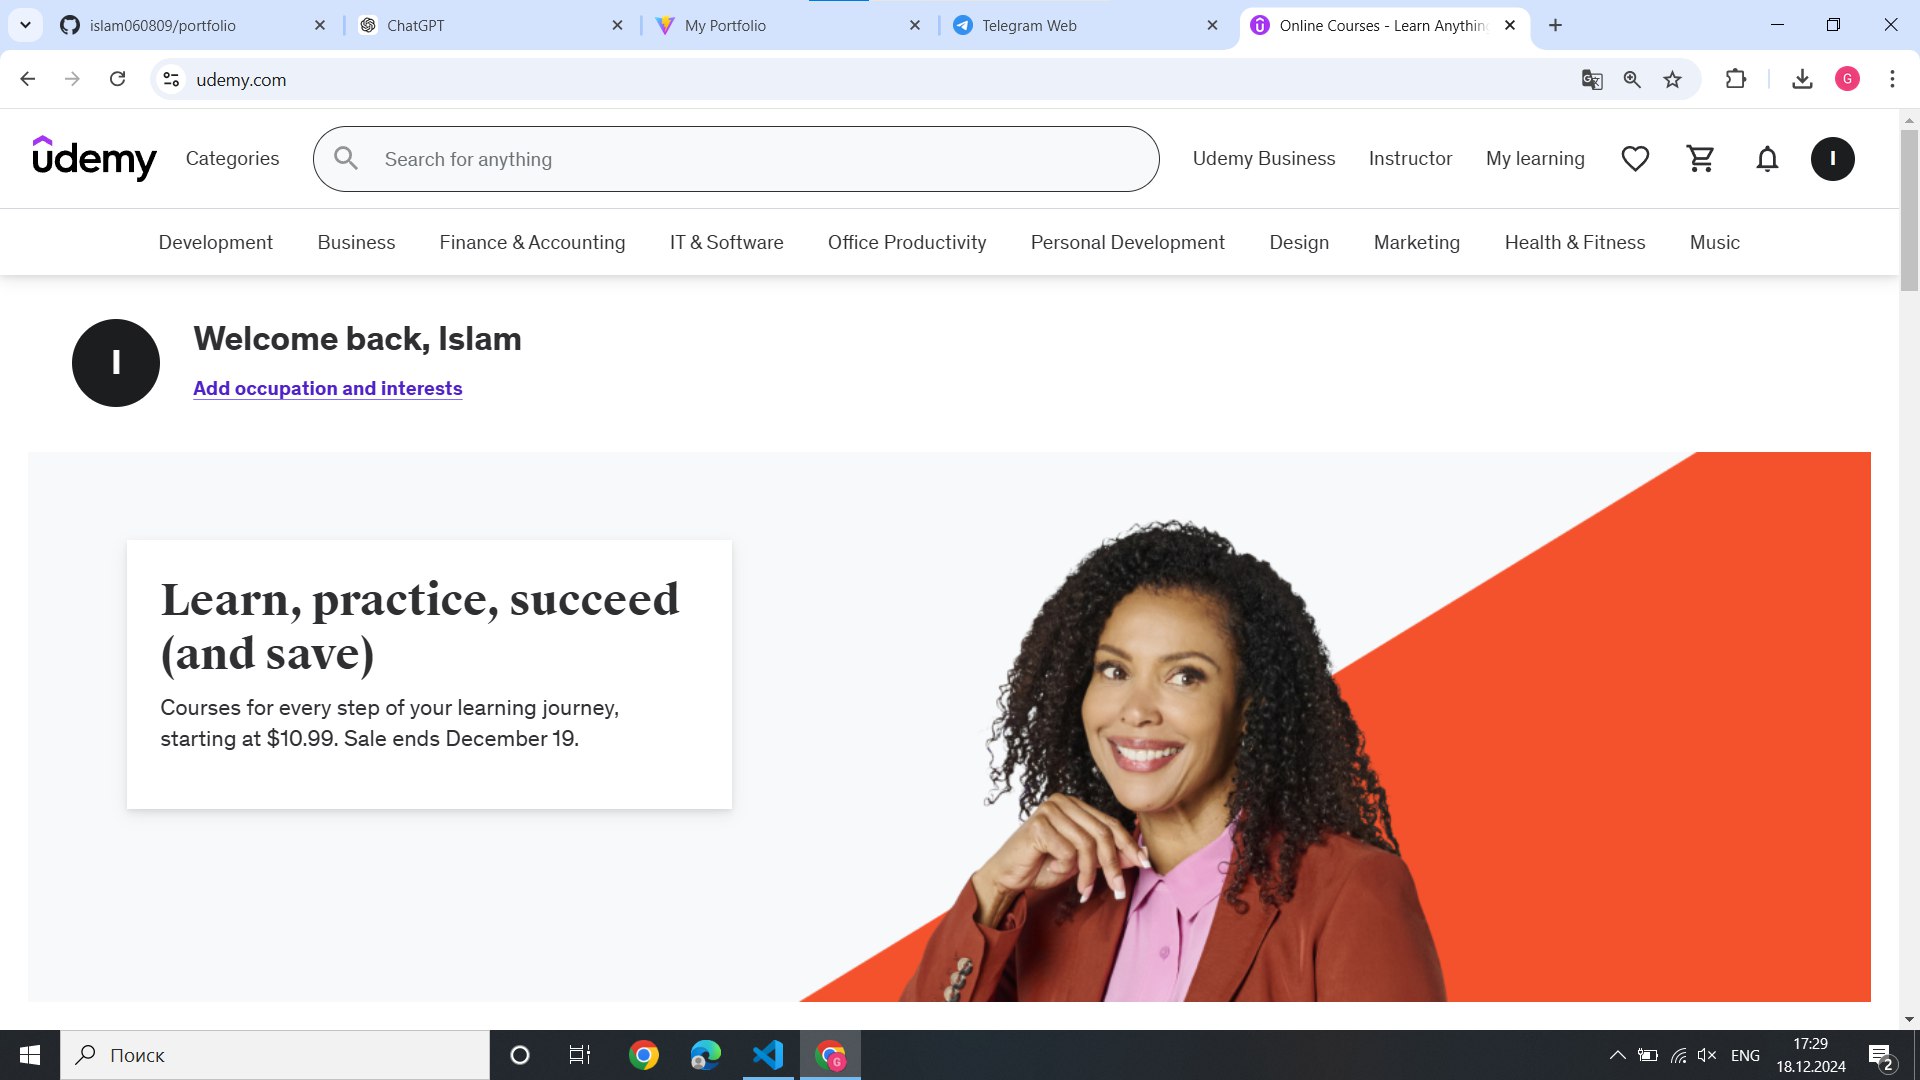 islam060809/portfolio
ChatGPT
My Portfolio
Telegram Web
Online Courses - Learn Anythin
udemy.com
G
udemy
Categories
Search for anything
Udemy Business
Instructor
My learning
I
Development
Business
Finance & Accounting
IT & Software
Office Productivity
Personal Development
Design
Marketing
Health & Fitness
Music
I
Welcome back, Islam
Add occupation and interests
Learn, practice, succeed
(and save)
Courses for every step of your learning journey,
starting at $10.99. Sale ends December 19.
Поиск
G
ENG
17:29
18.12.2024
2